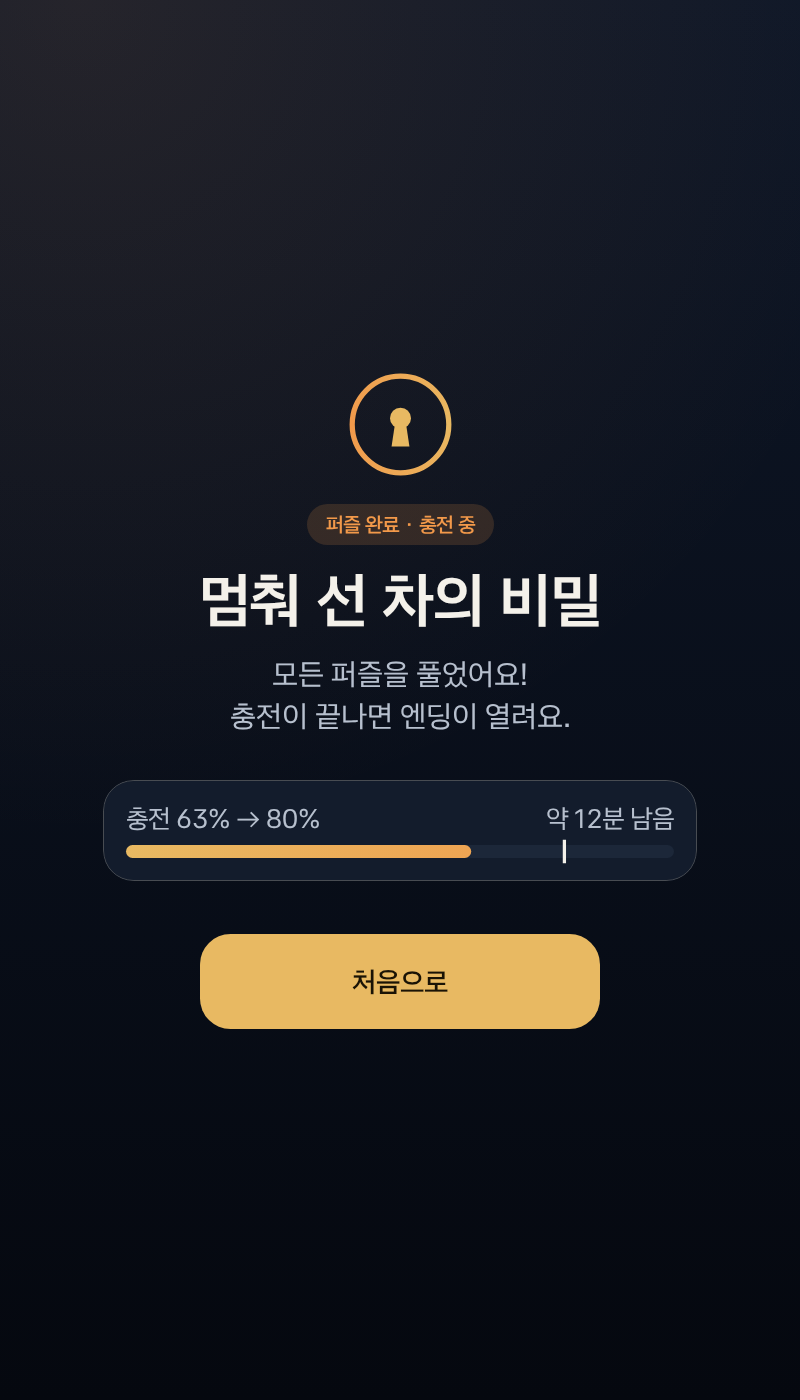 퍼즐 완료 · 충전 중
멈춰 선 차의 비밀
모든 퍼즐을 풀었어요!
충전이 끝나면 엔딩이 열려요.
충전 63% → 80%
약 12분 남음
처음으로